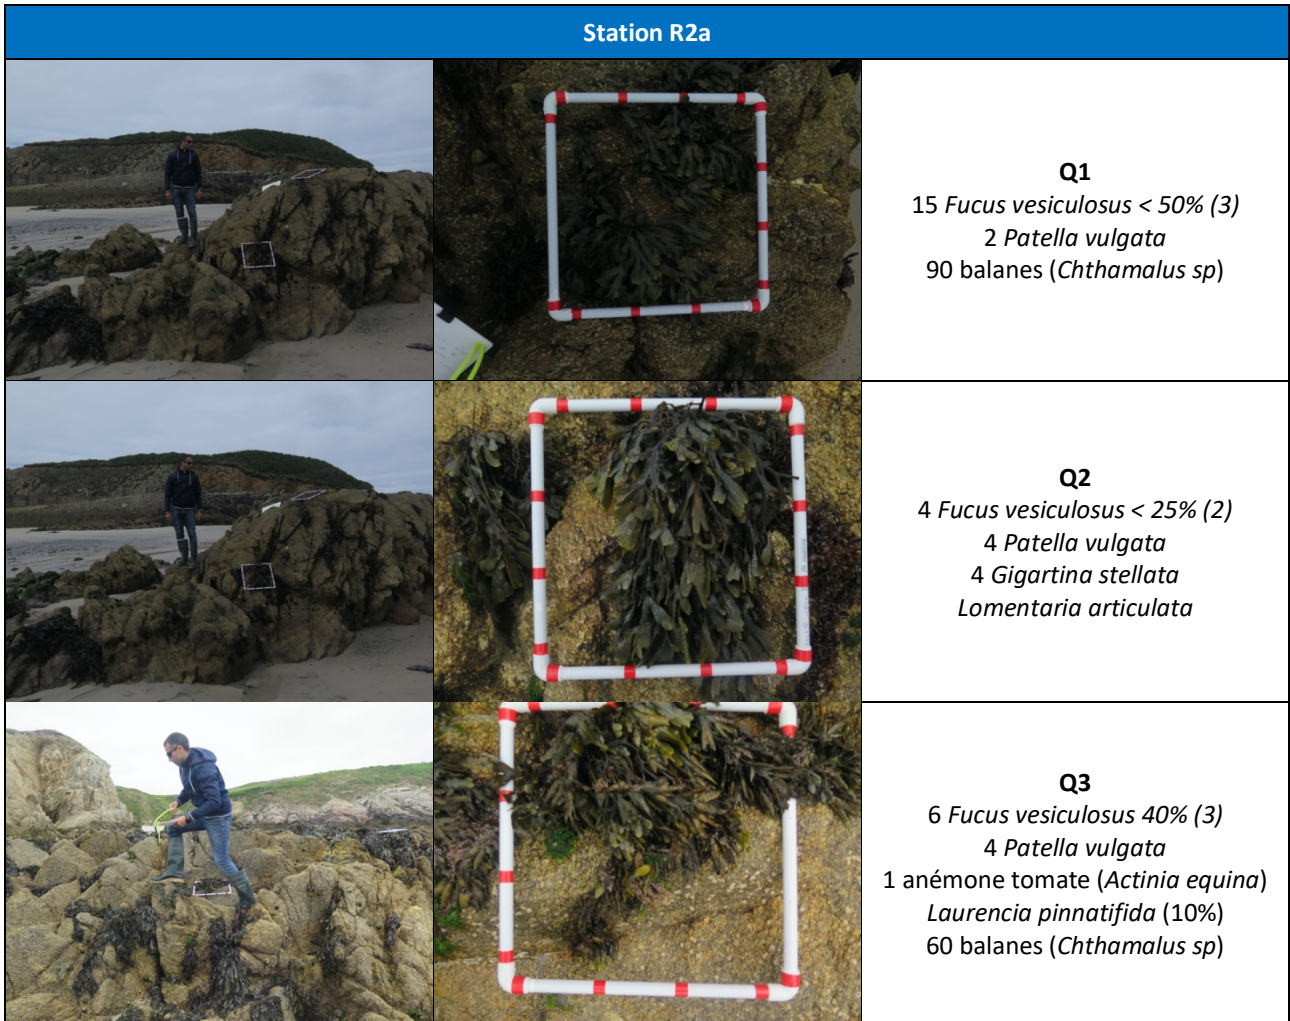 Station R2a
Q1
15 Fucus vesiculosus < 50% (3)
2 Patella vulgata
90 balanes (Chthamalus sp)
Q2
4 Fucus vesiculosus < 25% (2)
4 Patella vulgata
4 Gigartina stellata
Lomentaria articulata
Q3
6 Fucus vesiculosus 40% (3)
4 Patella vulgata
1 anémone tomate (Actinia equina)
Laurencia pinnatifida (10%)
60 balanes (Chthamalus sp)